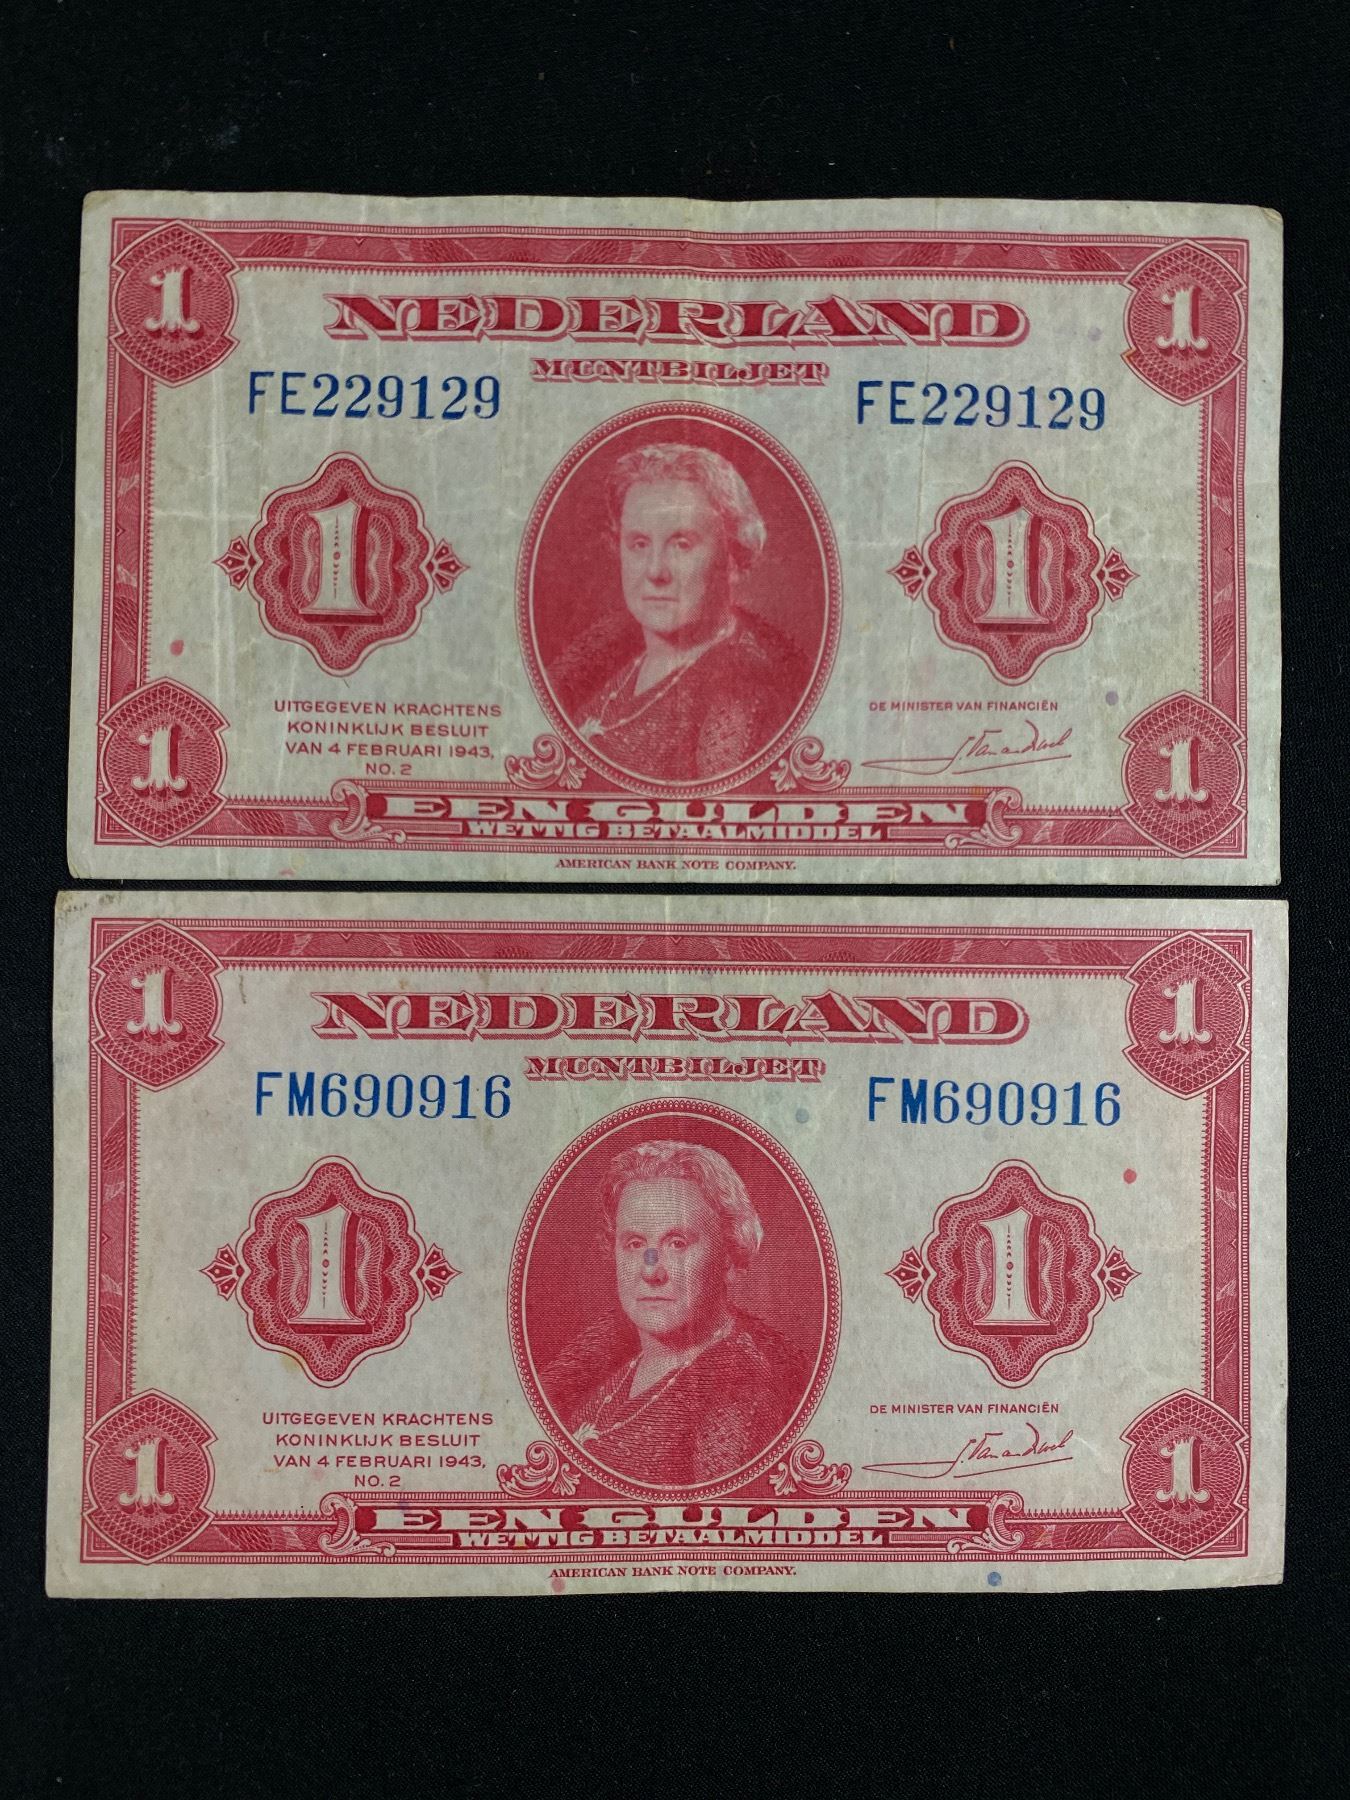 1 1
NEDERLAND
MUNTBILJET
FE229129 FE229129
1 1
UITGEGEVEN KRACHTENS
KONINKLIJK BESLUIT
VAN 4 FEBRUARI 1943,
NO. 2
DE MINISTER VAN FINANCIËN
1 1
EEN GULDEN
WETTIG BETAALMIDDEL
AMERICAN BANK NOTE COMPANY.
1 1
NEDERLAND
MUNTBILJET
FM690916 FM690916
1 1
UITGEGEVEN KRACHTENS
KONINKLIJK BESLUIT
VAN 4 FEBRUARI 1943,
NO. 2
DE MINISTER VAN FINANCIËN
1 1
EEN GULDEN
WETTIG BETAALMIDDEL
AMERICAN BANK NOTE COMPANY.